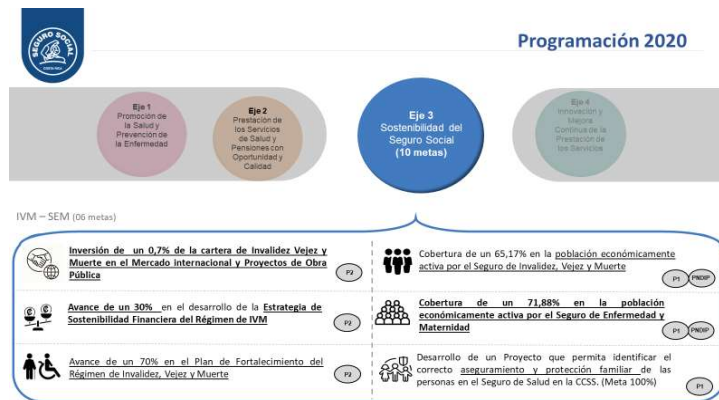 SEGURO SOCIAL
COSTA RICA
Programación 2020
Eje 1
Promoción de
la Salud y
Prevención de
la Enfermedad
Eje 2
Prestación de
los Servicios
de Salud y
Pensiones con
Oportunidad y
Calidad
Eje 3
Sostenibilidad del
Seguro Social
(10 metas)
Eje 4
Innovación y
Mejora
Continua de la
Prestación de
los Servicios
IVM – SEM (06 metas)
Inversión de un 0,7% de la cartera de Invalidez Vejez y
Muerte en el Mercado internacional y Proyectos de Obra
Pública
P2
Avance de un 30% en el desarrollo de la Estrategia de
Sostenibilidad Financiera del Régimen de IVM
P2
Avance de un 70% en el Plan de Fortalecimiento del
Régimen de Invalidez, Vejez y Muerte
P2
Cobertura de un 65,17% en la población económicamente
activa por el Seguro de Invalidez, Vejez y Muerte
P1 PNDIP
Cobertura de un 71,88% en la población
económicamente activa por el Seguro de Enfermedad y
Maternidad
P1 PNDIP
Desarrollo de un Proyecto que permita identificar el
correcto aseguramiento y protección familiar de las
personas en el Seguro de Salud en la CCSS. (Meta 100%)
P1